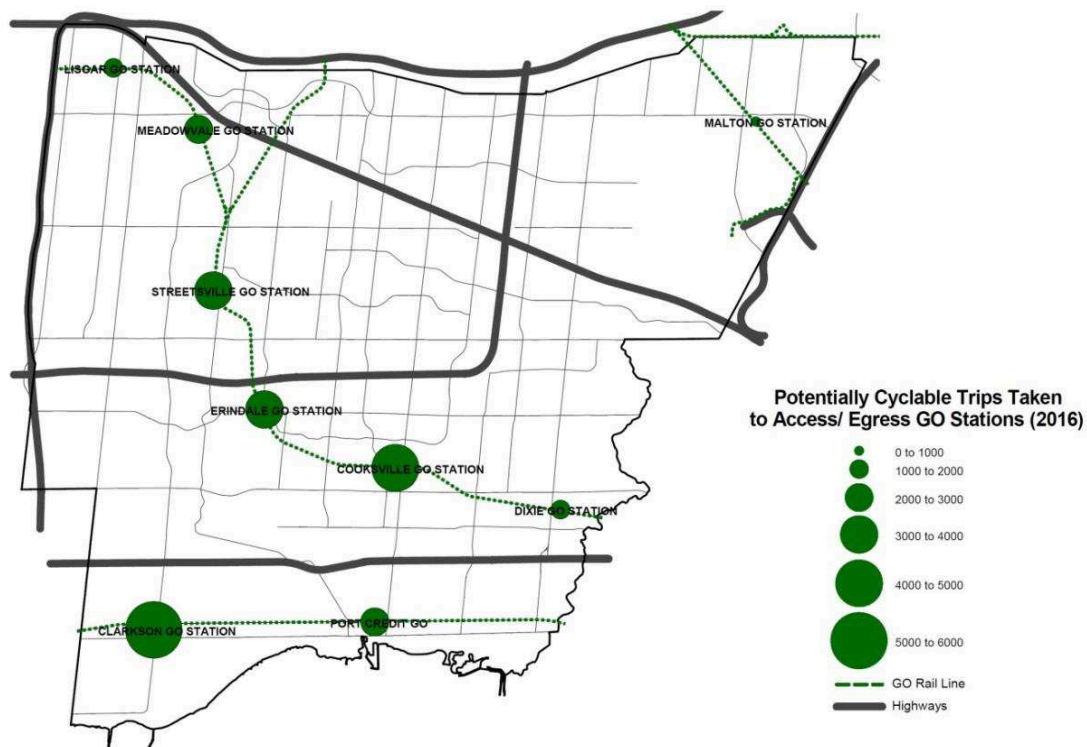 LISGAR GO STATION
MEADOWVALE GO STATION
MALTON GO STATION
STREETSVILLE GO STATION
ERINDALE GO STATION
COOKSVILLE GO STATION
DIXIE GO STATION
CLARKSON GO STATION
PORT CREDIT GO
Potentially Cyclable Trips Taken
to Access/ Egress GO Stations (2016)
0 to 1000
1000 to 2000
2000 to 3000
3000 to 4000
4000 to 5000
5000 to 6000
GO Rail Line
Highways